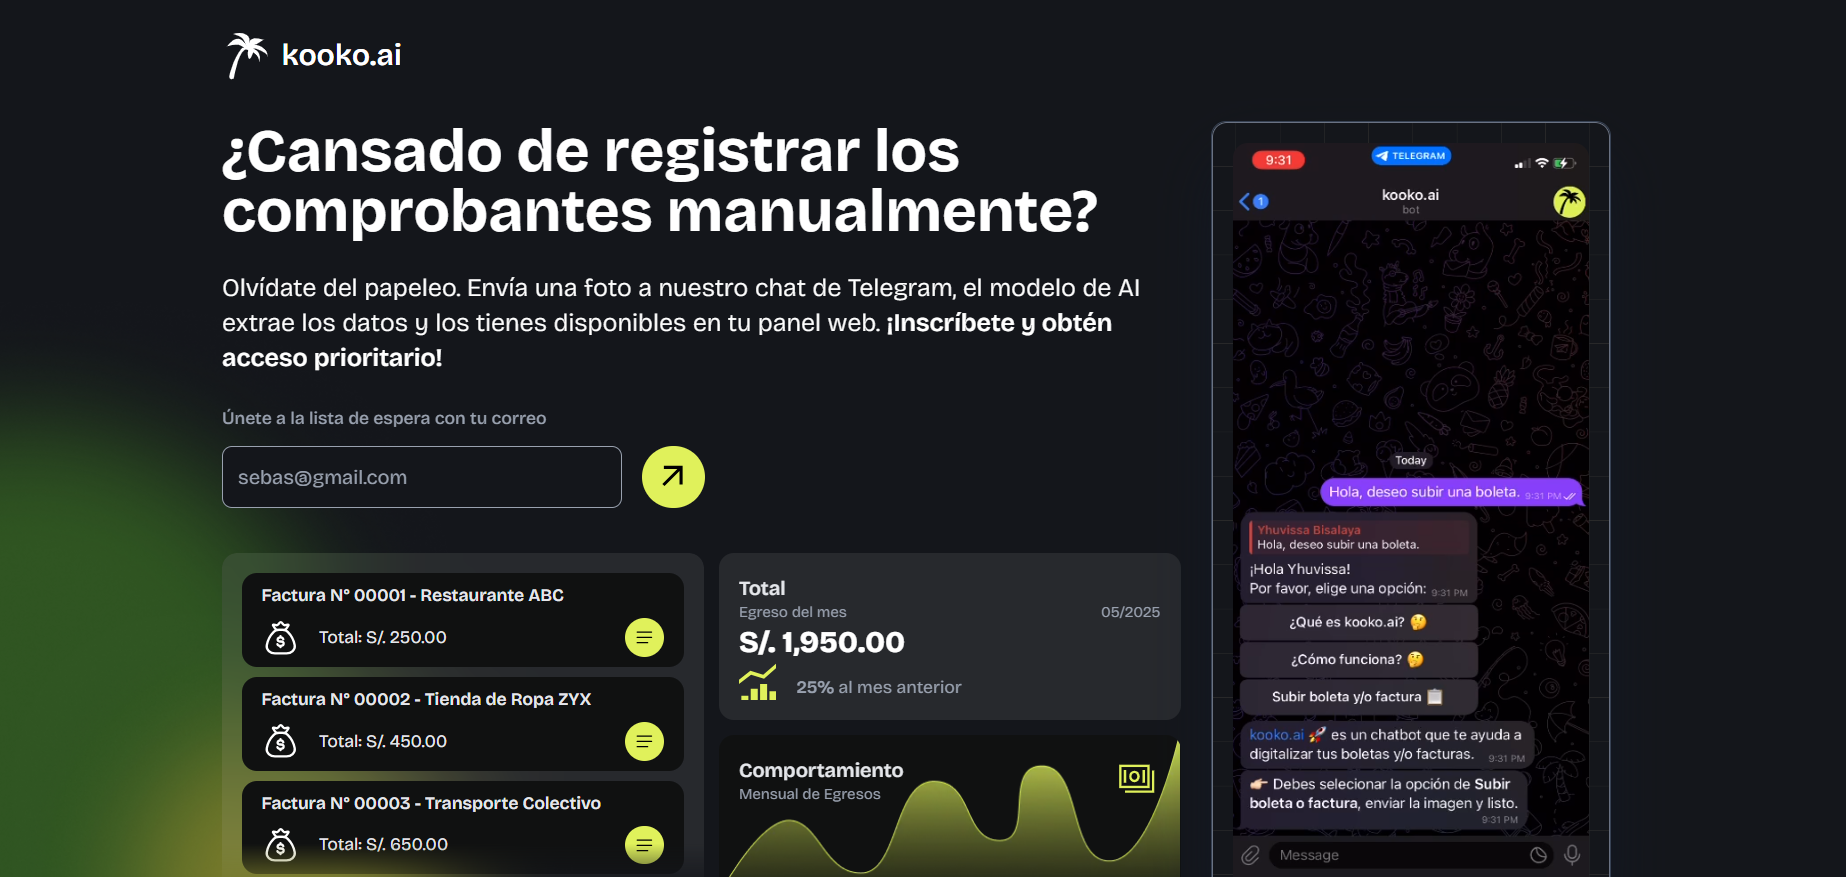 kooko.ai
¿Cansado de registrar los
comprobantes manualmente?
Olvídate del papeleo. Envía una foto a nuestro chat de Telegram, el modelo de AI
extrae los datos y los tienes disponibles en tu panel web. ¡Inscríbete y obtén
acceso prioritario!
Únete a la lista de espera con tu correo
sebas@gmail.com
Factura N° 00001 - Restaurante ABC
Total: S/. 250.00
Factura N° 00002 - Tienda de Ropa ZYX
Total: S/. 450.00
Factura N° 00003 - Transporte Colectivo
Total: S/. 650.00
Total
Egreso del mes 05/2025
S/. 1,950.00
25% al mes anterior
Comportamiento
Mensual de Egresos
9:31 TELEGRAM
1 kooko.ai
bot
Today
Hola, deseo subir una boleta. 9:31 PM
Yhuvissa Bisalaya
Hola, deseo subir una boleta.
¡Hola Yhuvissa!
Por favor, elige una opción: 9:31 PM
¿Qué es kooko.ai? 🤔
¿Cómo funciona? 🤔
Subir boleta y/o factura 📋
kooko.ai 🚀 es un chatbot que te ayuda a
digitalizar tus boletas y/o facturas. 9:31 PM
👉🏻 Debes seleccionar la opción de Subir
boleta o factura, enviar la imagen y listo.
9:31 PM
Message